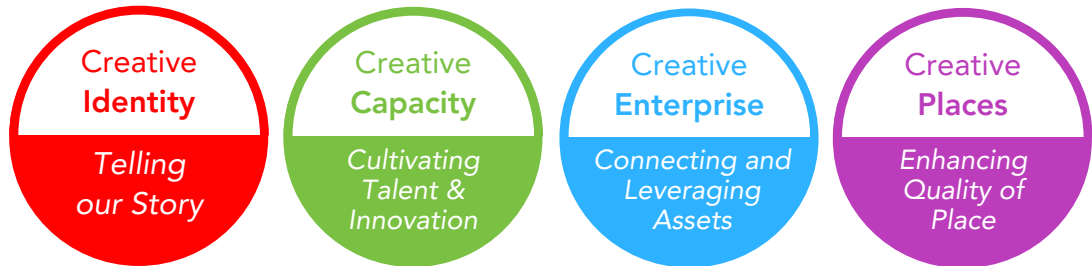 Creative
Identity
Telling
our Story
Creative
Capacity
Cultivating
Talent &
Innovation
Creative
Enterprise
Connecting and
Leveraging
Assets
Creative
Places
Enhancing
Quality of
Place